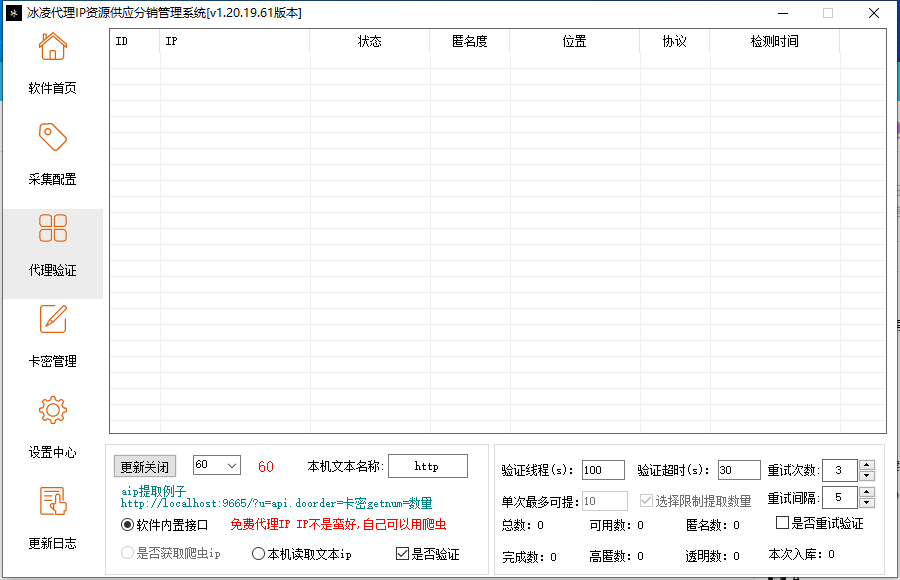 冰凌代理IP资源供应分销管理系统[v1.20.19.61版本]
软件首页
采集配置
代理验证
卡密管理
设置中心
更新日志
ID IP 状态 匿名度 位置 协议 检测时间
更新关闭 60 60 本机文本名称: http
aip提取例子
http://localhost:9665/?u=api.doorder=卡密getnum=数量
软件内置接口 免费代理IP IP不是蛮好,自己可以用爬虫
是否获取爬虫ip 本机读取文本ip 是否验证
验证线程(s): 100 验证超时(s): 30 重试次数: 3
单次最多可提: 10 选择限制提取数量 重试间隔: 5
总数: 0 可用数: 0 匿名数: 0 是否重试验证
完成数: 0 高匿数: 0 透明数: 0 本次入库: 0